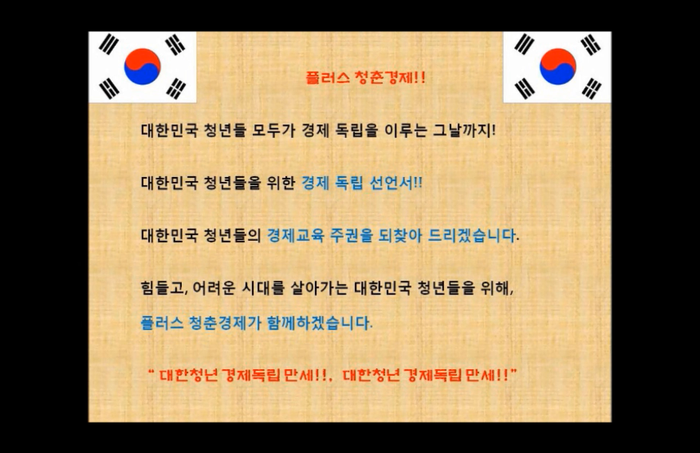 플러스 청춘경제!!
대한민국 청년들 모두가 경제 독립을 이루는 그날까지!
대한민국 청년들을 위한 경제 독립 선언서!!
대한민국 청년들의 경제교육 주권을 되찾아 드리겠습니다.
힘들고, 어려운 시대를 살아가는 대한민국 청년들을 위해,
플러스 청춘경제가 함께하겠습니다.
“ 대한청년 경제독립 만세!!, 대한청년 경제독립 만세!!”